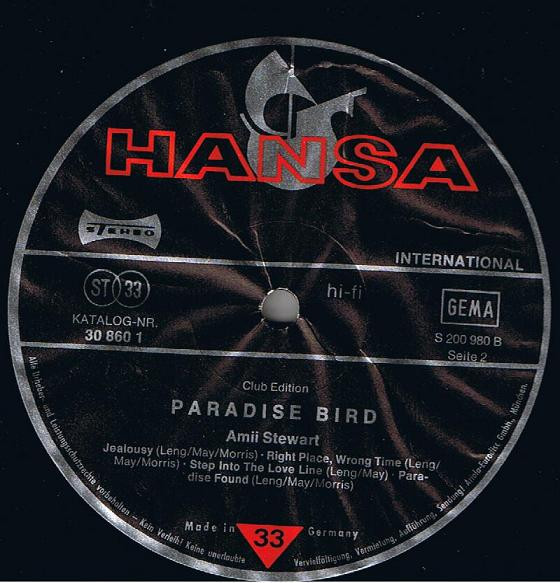 HANSA
STEREO
INTERNATIONAL
ST 33
hi-fi
GEMA
KATALOG-NR.
30 860 1
S 200 980 B
Seite 2
Club Edition
PARADISE BIRD
Amii Stewart
Jealousy (Leng/May/Morris) · Right Place, Wrong Time (Leng/
May/Morris) · Step Into The Love Line (Leng/May) · Para-
dise Found (Leng/May/Morris)
Made in 33 Germany
Alle Urheber- und Leistungsschutzrechte vorbehalten – Kein Verleih! Keine unerlaubte Vervielfältigung, Vermietung, Aufführung, Sendung! Ariola-Eurodisc GmbH, München.